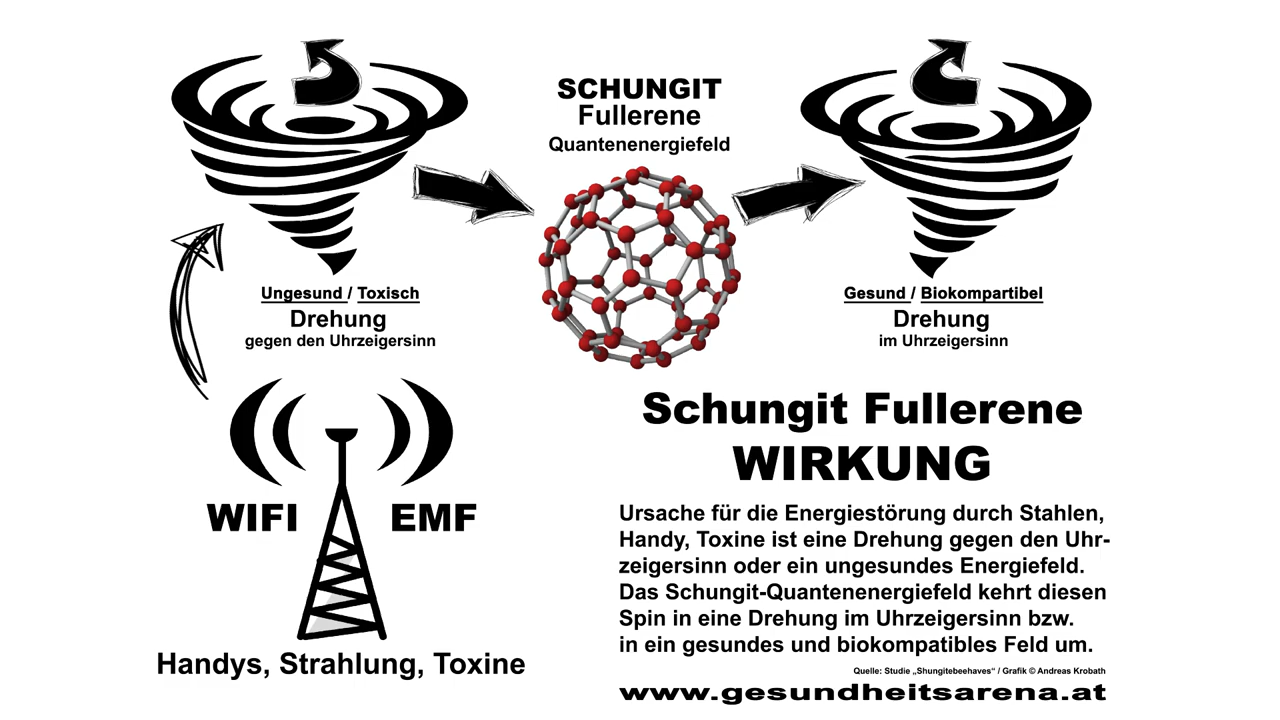 SCHUNGIT
Fullerene
Quantenenergiefeld
Ungesund / Toxisch
Drehung
gegen den Uhrzeigersinn
Gesund / Biokompartibel
Drehung
im Uhrzeigersinn
WIFI EMF
Handys, Strahlung, Toxine
Schungit Fullerene
WIRKUNG
Ursache für die Energiestörung durch Stahlen,
Handy, Toxine ist eine Drehung gegen den Uhr-
zeigersinn oder ein ungesundes Energiefeld.
Das Schungit-Quantenenergiefeld kehrt diesen
Spin in eine Drehung im Uhrzeigersinn bzw.
in ein gesundes und biokompatibles Feld um.
Quelle: Studie „Shungitebeehaves“ / Grafik © Andreas Krobath
www.gesundheitsarena.at